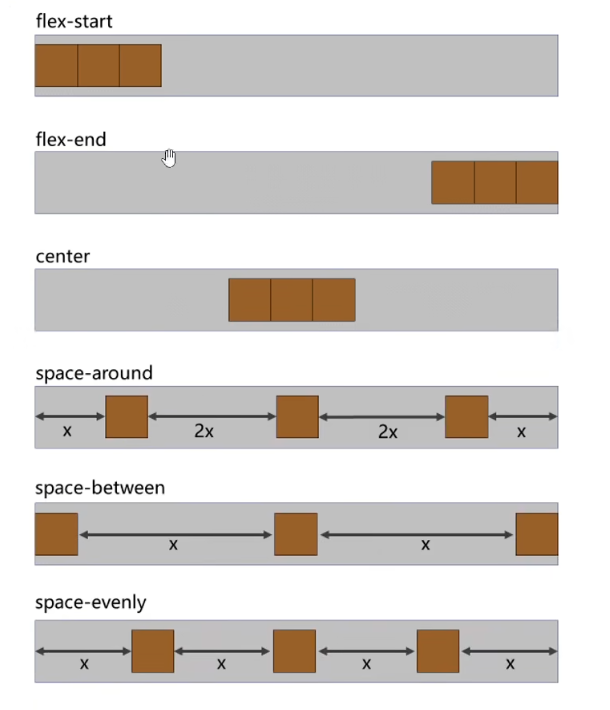 flex-start
flex-end
center
space-around
x 2x 2x x
space-between
x x
space-evenly
x x x x